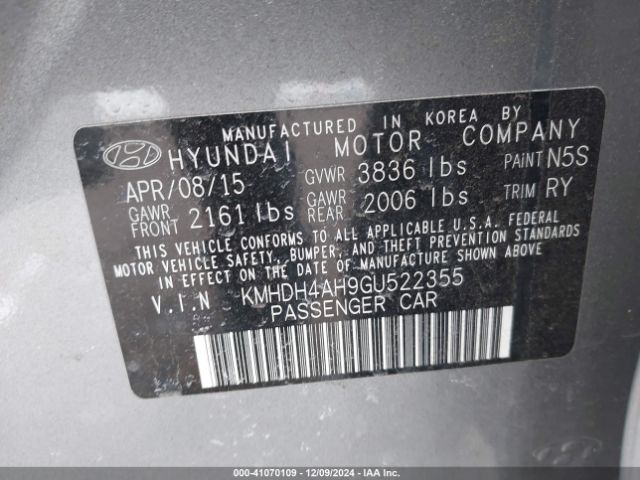 MANUFACTURED IN KOREA BY
HYUNDAI MOTOR COMPANY
APR/08/15 GVWR 3836 lbs PAINT N5S
GAWR FRONT 2161 lbs GAWR REAR 2006 lbs TRIM RY
THIS VEHICLE CONFORMS TO ALL APPLICABLE U.S.A. FEDERAL
MOTOR VEHICLE SAFETY, BUMPER, AND THEFT PREVENTION
STANDARDS IN EFFECT ON THE DATE OF MANUFACTURE SHOWN ABOVE
V.I.N KMHDH4AH9GU522355
PASSENGER CAR
000-41070109 • 12/09/2024 • IAAI.COM